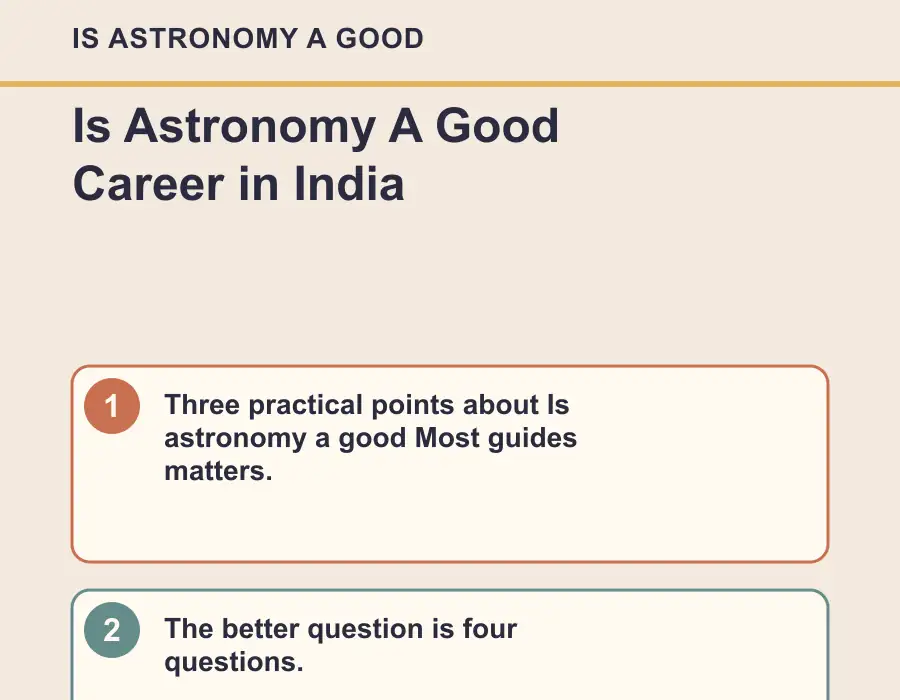 IS ASTRONOMY A GOOD
Is Astronomy A Good
Career in India
1
Three practical points about Is
astronomy a good Most guides
matters.
2
The better question is four
questions.